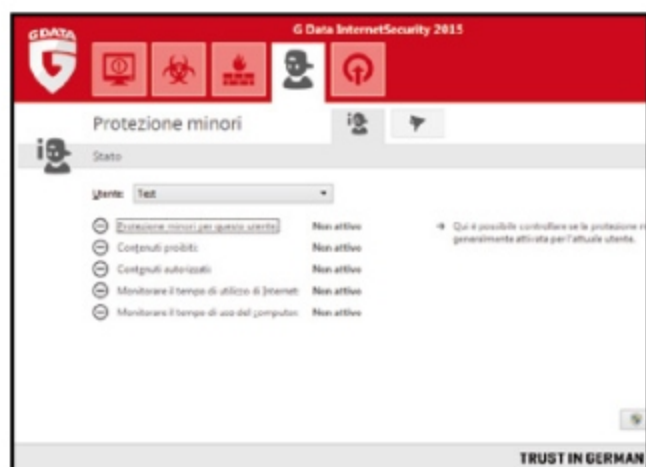 G Data InternetSecurity 2015
G DATA
Protezione minori
Stato
Utente: Test
Protezione minori per questo utente: Non attivo
Contenuti proibiti: Non attivo
Contenuti autorizzati: Non attivo
Monitorare il tempo di utilizzo di Internet: Non attivo
Monitorare il tempo di uso del computer: Non attivo
Qui è possibile controllare se la protezione
generalmente attivata per l'attuale utente.
TRUST IN GERMAN